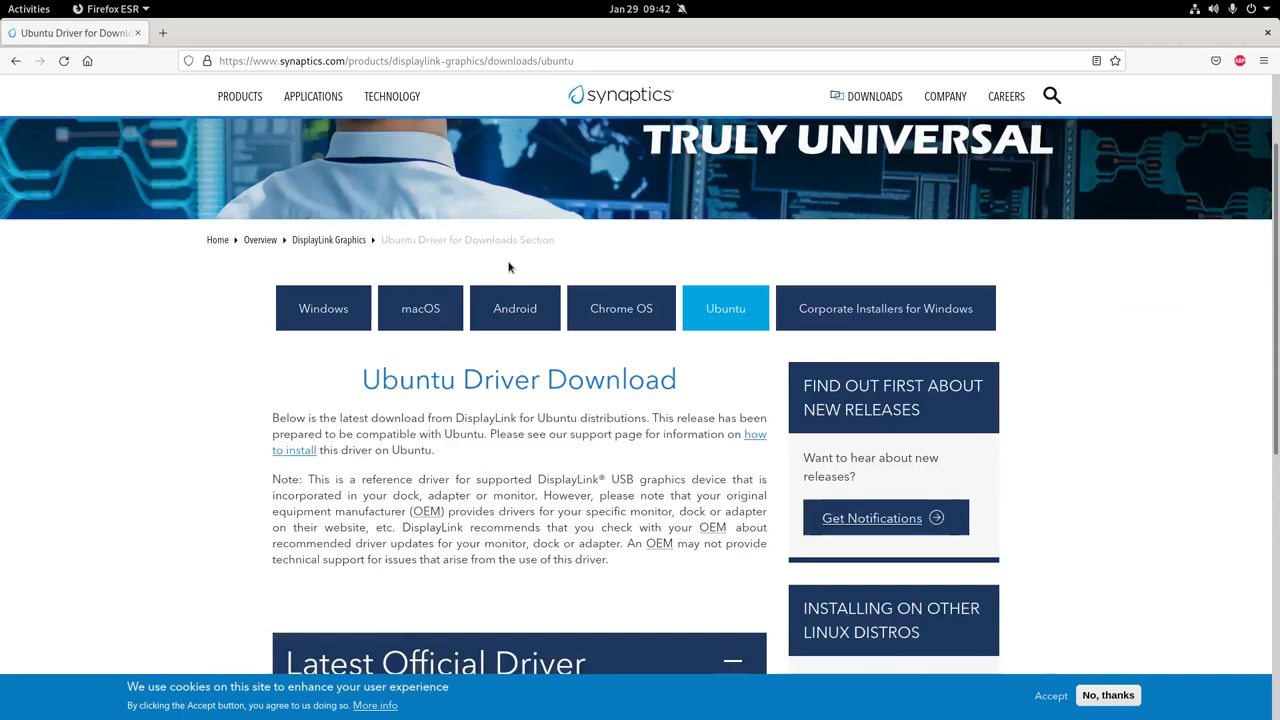 Activities Firefox ESR Jan 29 09:42
Ubuntu Driver for Downlo
https://www.synaptics.com/products/displaylink-graphics/downloads/ubuntu ABP
PRODUCTS APPLICATIONS TECHNOLOGY synaptics DOWNLOADS COMPANY CAREERS
TRULY UNIVERSAL
Home Overview DisplayLink Graphics Ubuntu Driver for Downloads Section
Windows macOS Android Chrome OS Ubuntu Corporate Installers for Windows
Ubuntu Driver Download
Below is the latest download from DisplayLink for Ubuntu distributions. This release has been
prepared to be compatible with Ubuntu. Please see our support page for information on how
to install this driver on Ubuntu.
Note: This is a reference driver for supported DisplayLink® USB graphics device that is
incorporated in your dock, adapter or monitor. However, please note that your original
equipment manufacturer (OEM) provides drivers for your specific monitor, dock or adapter
on their website, etc. DisplayLink recommends that you check with your OEM about
recommended driver updates for your monitor, dock or adapter. An OEM may not provide
technical support for issues that arise from the use of this driver.
Latest Official Driver
FIND OUT FIRST ABOUT
NEW RELEASES
Want to hear about new
releases?
Get Notifications
INSTALLING ON OTHER
LINUX DISTROS
We use cookies on this site to enhance your user experience
By clicking the Accept button, you agree to us doing so. More info
Accept No, thanks